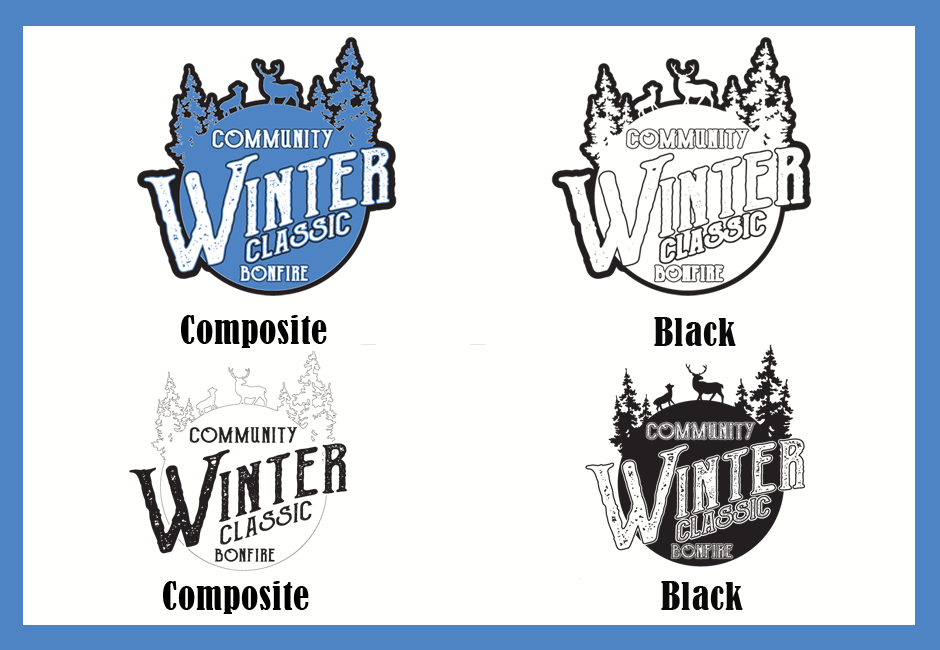 COMMUNITY
WINTER
CLASSIC
BONFIRE
Composite
COMMUNITY
WINTER
CLASSIC
BONFIRE
Black
COMMUNITY
WINTER
CLASSIC
BONFIRE
Composite
COMMUNITY
WINTER
CLASSIC
BONFIRE
Black